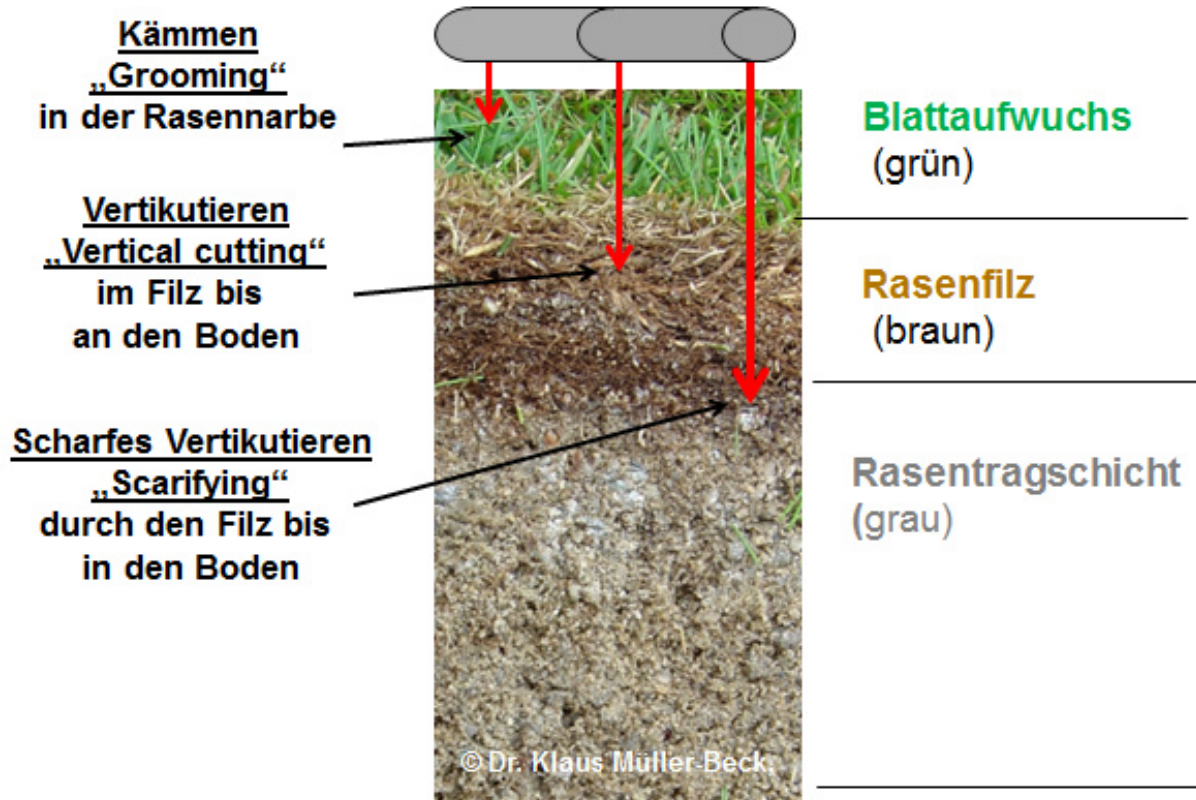 Kämmen
„Grooming“
in der Rasennarbe
Vertikutieren
„Vertical cutting“
im Filz bis
an den Boden
Scharfes Vertikutieren
„Scarifying“
durch den Filz bis
in den Boden
Blattaufwuchs
(grün)
Rasenfilz
(braun)
Rasentragschicht
(grau)
© Dr. Klaus Müller-Beck.